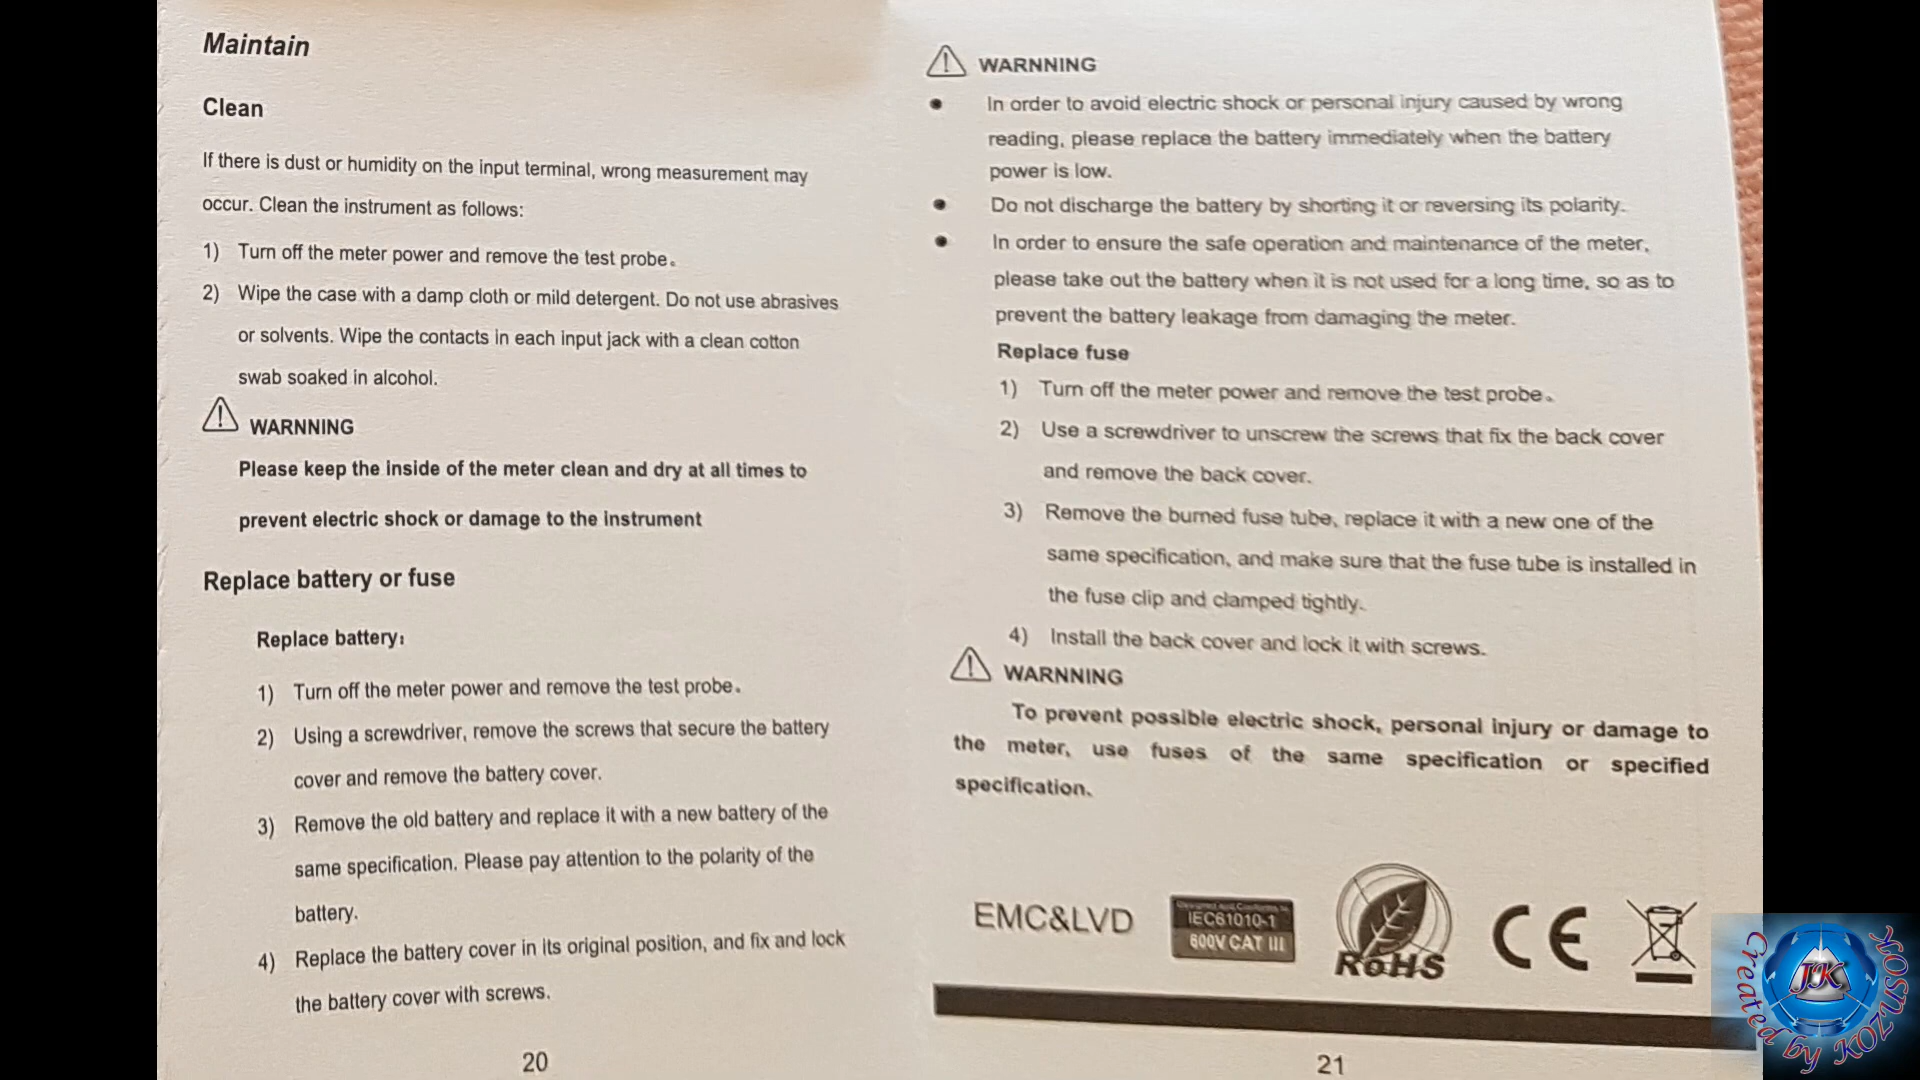 Maintain
Clean
If there is dust or humidity on the input terminal, wrong measurement may
occur. Clean the instrument as follows:
1) Turn off the meter power and remove the test probe。
2) Wipe the case with a damp cloth or mild detergent. Do not use abrasives
or solvents. Wipe the contacts in each input jack with a clean cotton
swab soaked in alcohol.
WARNNING
Please keep the inside of the meter clean and dry at all times to
prevent electric shock or damage to the instrument
Replace battery or fuse
Replace battery：
1) Turn off the meter power and remove the test probe。
2) Using a screwdriver, remove the screws that secure the battery
cover and remove the battery cover.
3) Remove the old battery and replace it with a new battery of the
same specification. Please pay attention to the polarity of the
battery.
4) Replace the battery cover in its original position, and fix and lock
the battery cover with screws.
20
WARNNING
● In order to avoid electric shock or personal injury caused by wrong
reading, please replace the battery immediately when the battery
power is low.
● Do not discharge the battery by shorting it or reversing its polarity.
● In order to ensure the safe operation and maintenance of the meter,
please take out the battery when it is not used for a long time, so as to
prevent the battery leakage from damaging the meter.
Replace fuse
1) Turn off the meter power and remove the test probe。
2) Use a screwdriver to unscrew the screws that fix the back cover
and remove the back cover.
3) Remove the burned fuse tube, replace it with a new one of the
same specification, and make sure that the fuse tube is installed in
the fuse clip and clamped tightly.
4) Install the back cover and lock it with screws.
WARNNING
To prevent possible electric shock, personal injury or damage to
the meter, use fuses of the same specification or specified
specification.
EMC&LVD
IEC61010-1
600V CAT III
RoHS
CE
21
JK
Created by KOZNUSOK